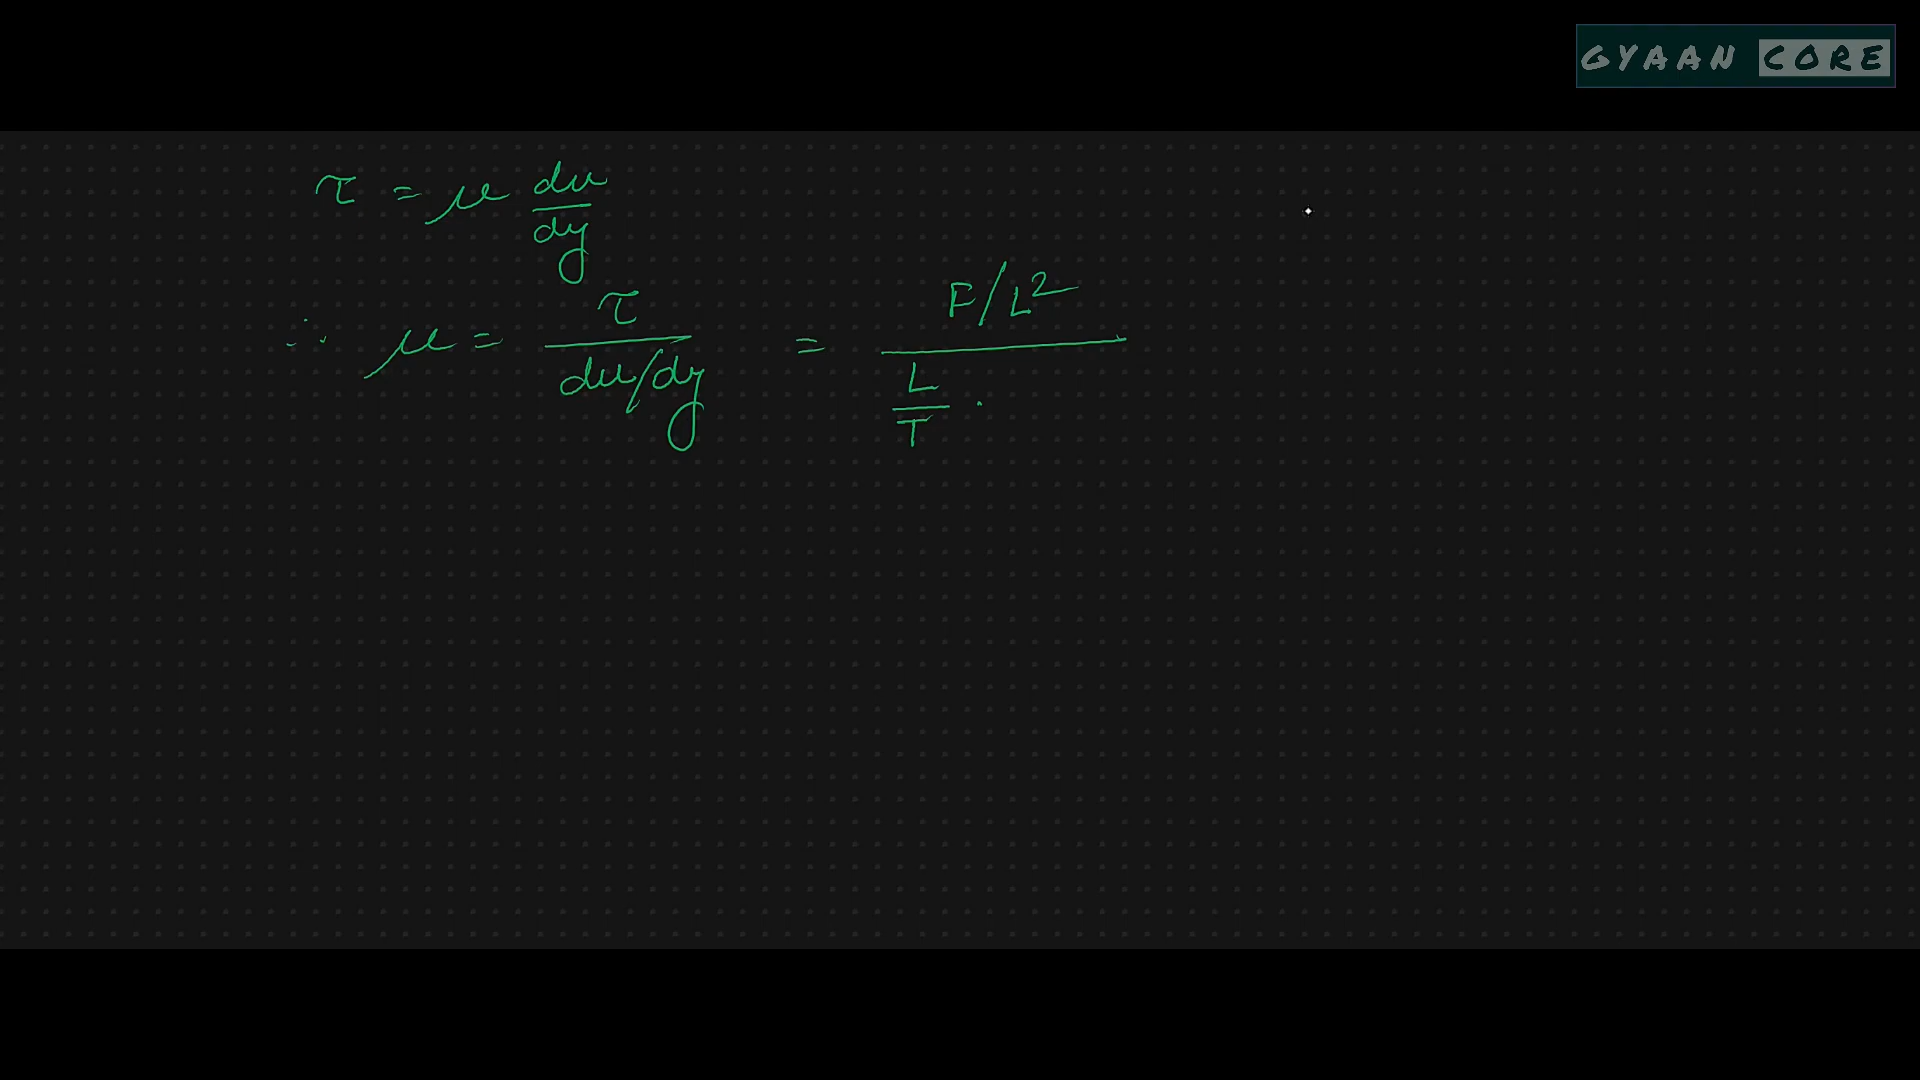 GYAAN CORE
τ = μ du/dy
∴ μ = τ / du/dy = F/L² / L/T ·